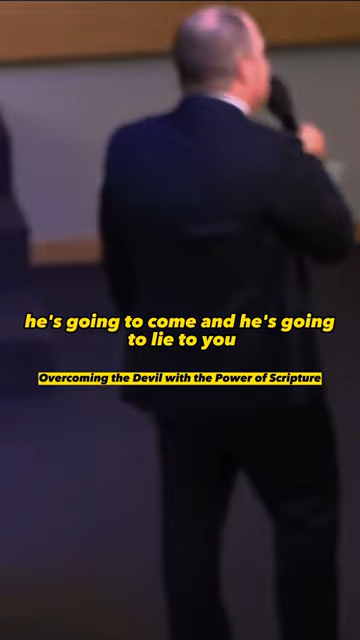 he's going to come and he's going
to lie to you
Overcoming the Devil with the Power of Scripture